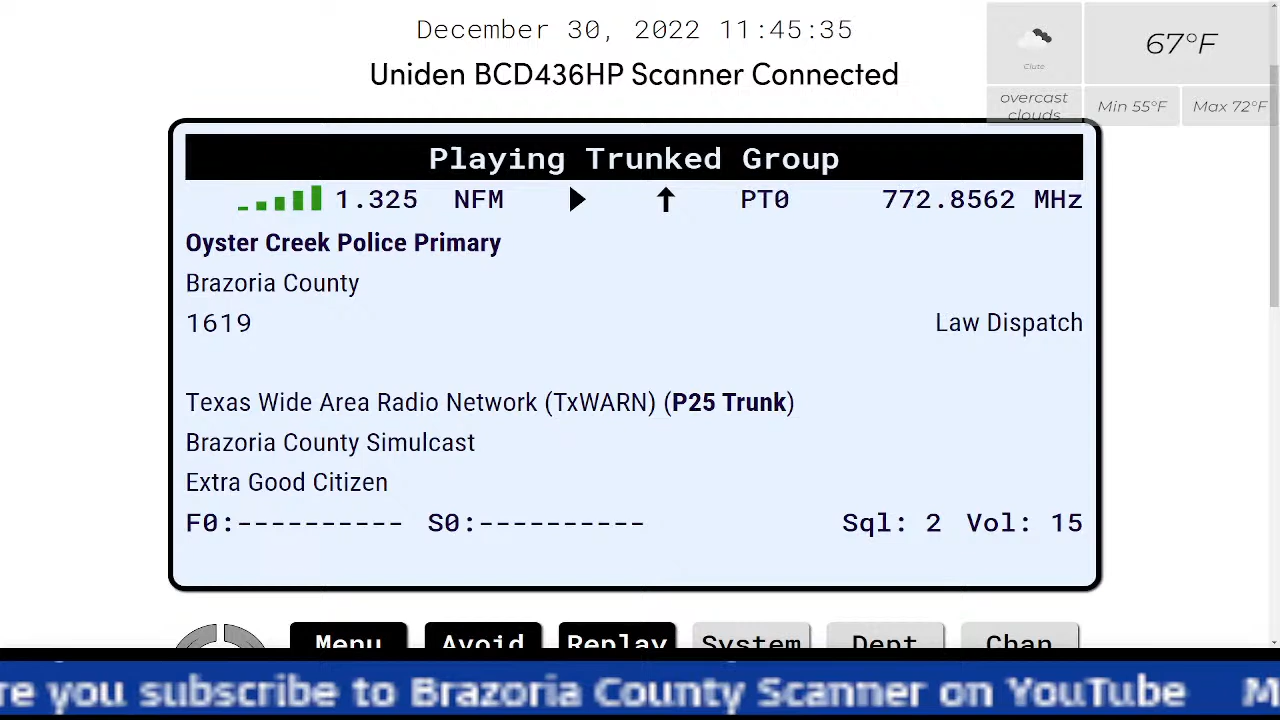 December 30, 2022 11:45:35
Uniden BCD436HP Scanner Connected
Clute
67°F
overcast clouds
Min 55°F
Max 72°F
Playing Trunked Group
1.325 NFM PT0 772.8562 MHz
Oyster Creek Police Primary
Brazoria County
1619 Law Dispatch
Texas Wide Area Radio Network (TxWARN) (P25 Trunk)
Brazoria County Simulcast
Extra Good Citizen
F0:---------- S0:---------- Sql: 2 Vol: 15
Menu Avoid Replay System Dept Chan
re you subscribe to Brazoria County Scanner on YouTube M